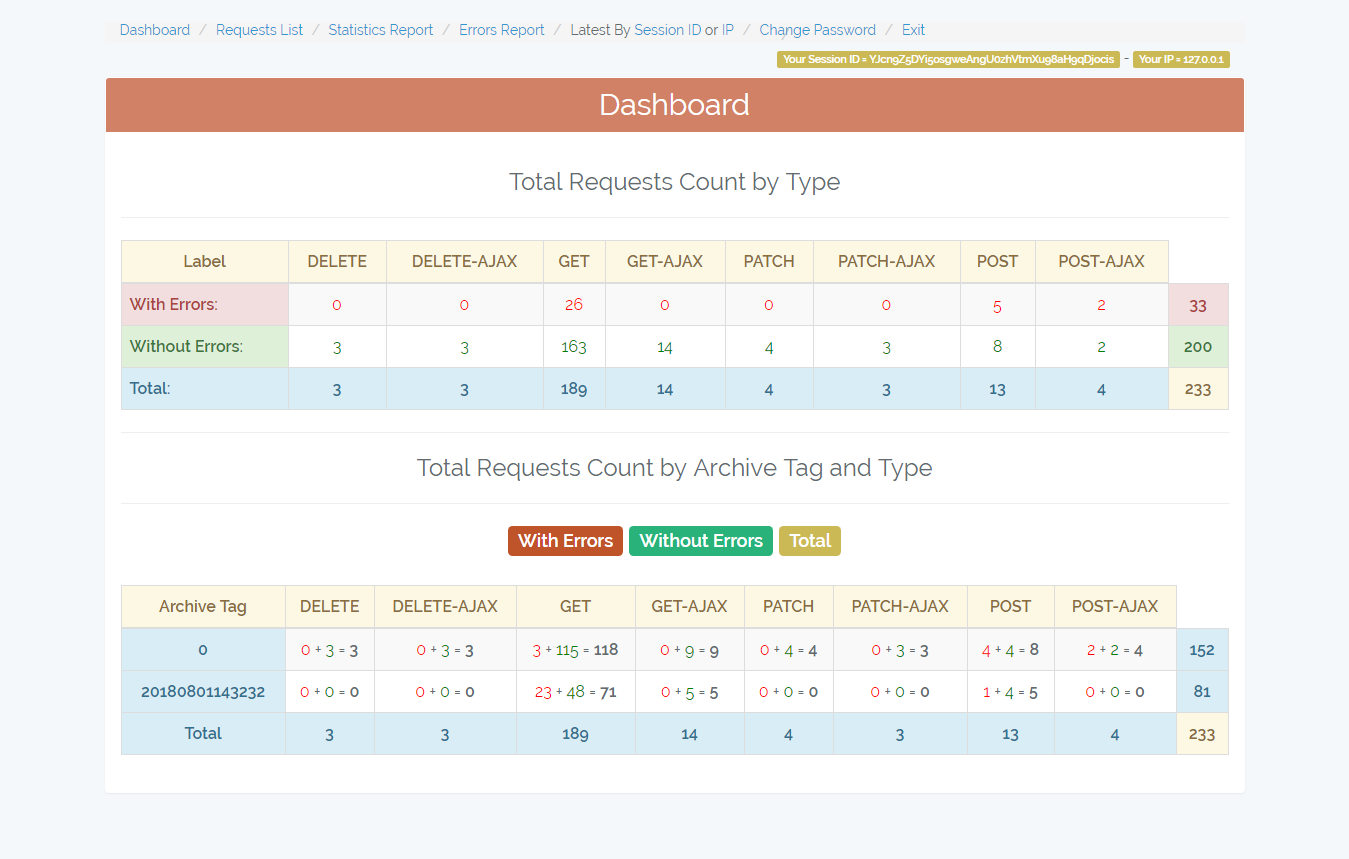 Dashboard / Requests List / Statistics Report / Errors Report / Latest By Session ID or IP / Change Password / Exit
Your Session ID = YJcn9Z5DYi50sgweAngU0zhVlmXu98aH9qDjocis - Your IP = 127.0.0.1
Dashboard
Total Requests Count by Type
Label DELETE DELETE-AJAX GET GET-AJAX PATCH PATCH-AJAX POST POST-AJAX
With Errors: 0 0 26 0 0 0 5 2 33
Without Errors: 3 3 163 14 4 3 8 2 200
Total: 3 3 189 14 4 3 13 4 233
Total Requests Count by Archive Tag and Type
With Errors Without Errors Total
Archive Tag DELETE DELETE-AJAX GET GET-AJAX PATCH PATCH-AJAX POST POST-AJAX
0 0 + 3 = 3 0 + 3 = 3 3 + 115 = 118 0 + 9 = 9 0 + 4 = 4 0 + 3 = 3 4 + 4 = 8 2 + 2 = 4 152
20180801143232 0 + 0 = 0 0 + 0 = 0 23 + 48 = 71 0 + 5 = 5 0 + 0 = 0 0 + 0 = 0 1 + 4 = 5 0 + 0 = 0 81
Total 3 3 189 14 4 3 13 4 233